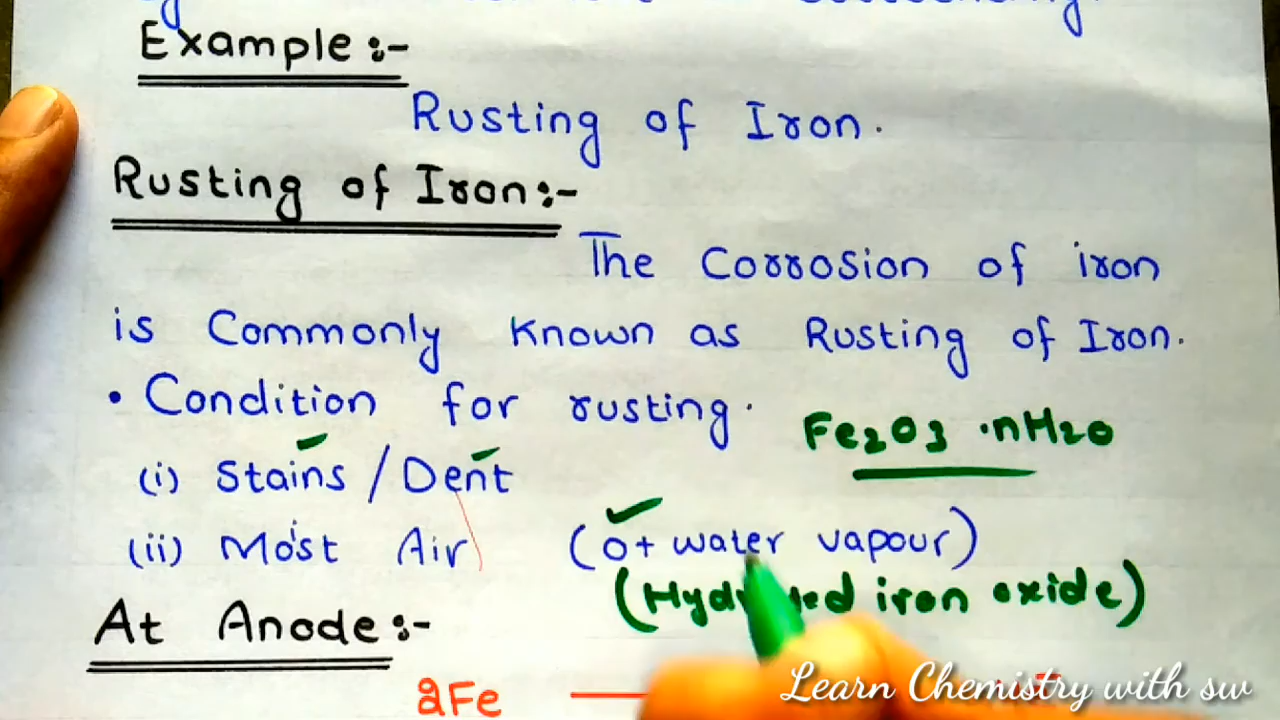 Example :-
Rusting of Iron.
Rusting of Iron:-
The Corrosion of iron
is Commonly Known as Rusting of Iron.
• Condition for rusting.
Fe2O3 .nH2O
(i) Stains / Dent
(ii) Moist Air (O+ water vapour)
(Hydrated iron oxide)
At Anode:-
2Fe
Learn Chemistry with sw